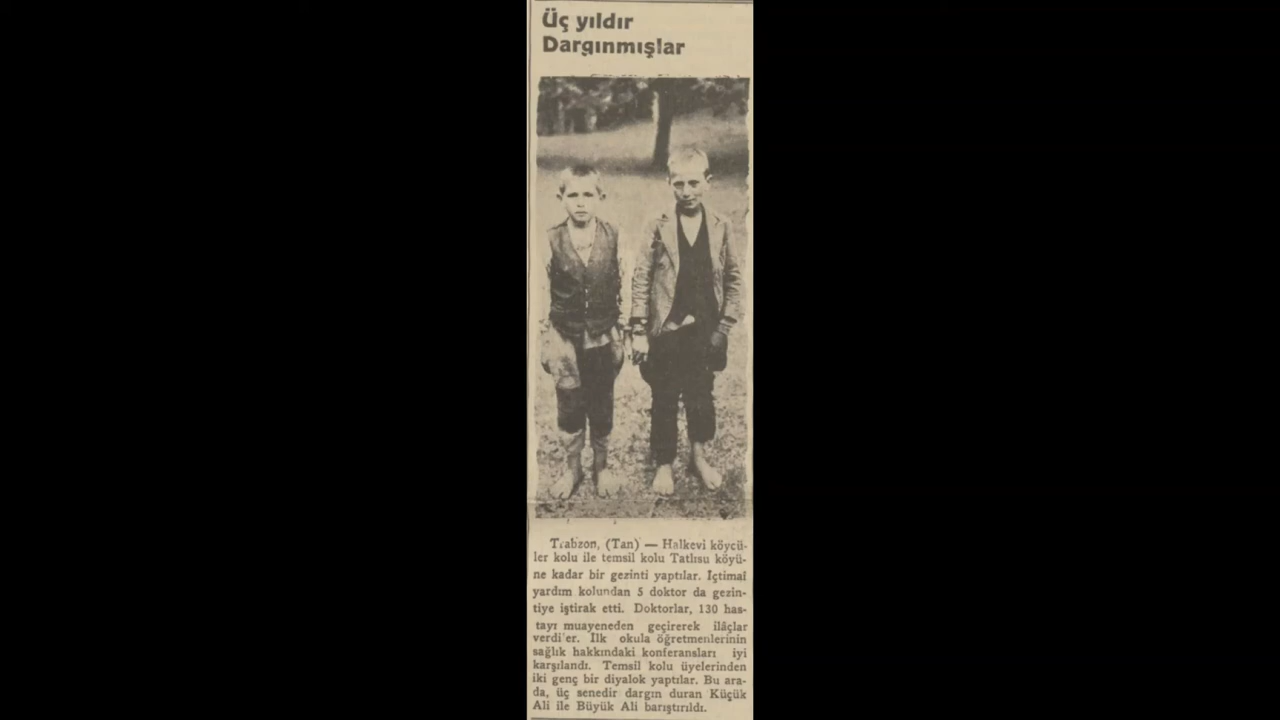 Üç yıldır
Dargınmışlar
Trabzon, (Tan) — Halkevi köycü-
ler kolu ile temsil kolu Tatlısu köyü-
ne kadar bir gezinti yaptılar. İçtimaî
yardım kolundan 5 doktor da gezin-
tiye iştirak etti. Doktorlar, 130 has-
tayı muayeneden geçirerek ilâçlar
verdi'er. İlk okula öğretmenlerinin
sağlık hakkındaki konferansları iyi
karşılandı. Temsil kolu üyelerinden
iki genç bir diyalok yaptılar. Bu ara-
da, üç senedir dargın duran Küçük
Ali ile Büyük Ali barıştırıldı.